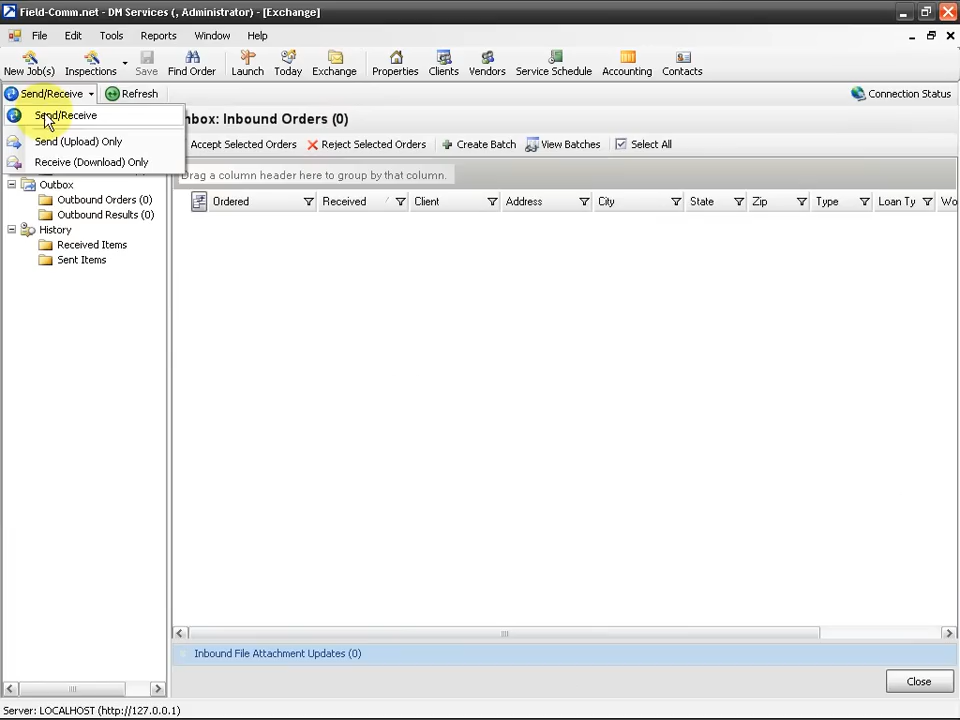 Field-Comm.net - DM Services (, Administrator) - [Exchange]
File Edit Tools Reports Window Help
New Job(s) Inspections Save Find Order Launch Today Exchange Properties Clients Vendors Service Schedule Accounting Contacts
Send/Receive Refresh Connection Status
Send/Receive
Send (Upload) Only
Receive (Download) Only
Outbox
Outbound Orders (0)
Outbound Results (0)
History
Received Items
Sent Items
nbox: Inbound Orders (0)
Accept Selected Orders Reject Selected Orders Create Batch View Batches Select All
Drag a column header here to group by that column.
Ordered Received Client Address City State Zip Type Loan Ty Wo
Inbound File Attachment Updates (0)
Close
Server: LOCALHOST (http://127.0.0.1)